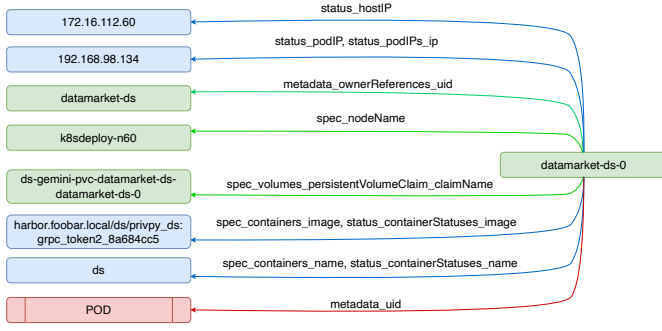 status_hostIP
172.16.112.60
status_podIP, status_podIPs_ip
192.168.98.134
metadata_ownerReferences_uid
datamarket-ds
spec_nodeName
k8sdeploy-n60
datamarket-ds-0
ds-gemini-pvc-datamarket-ds-
datamarket-ds-0
spec_volumes_persistentVolumeClaim_claimName
harbor.foobar.local/ds/privpy_ds:
grpc_token2_8a684cc5
spec_containers_image, status_containerStatuses_image
ds
spec_containers_name, status_containerStatuses_name
POD
metadata_uid